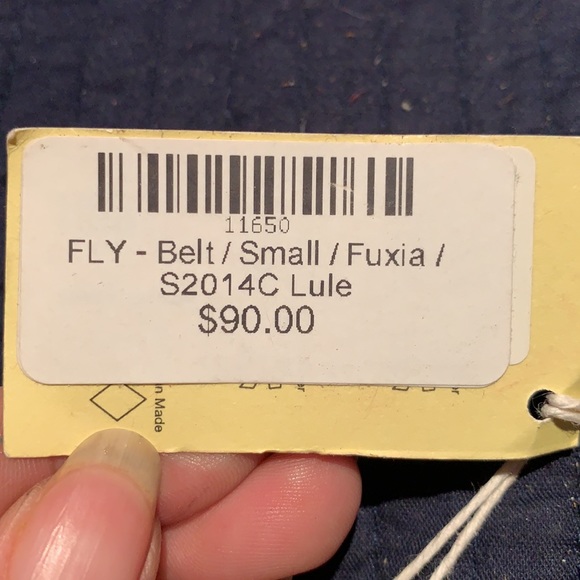 11650
FLY - Belt / Small / Fuxia /
S2014C Lule
$90.00
n Made